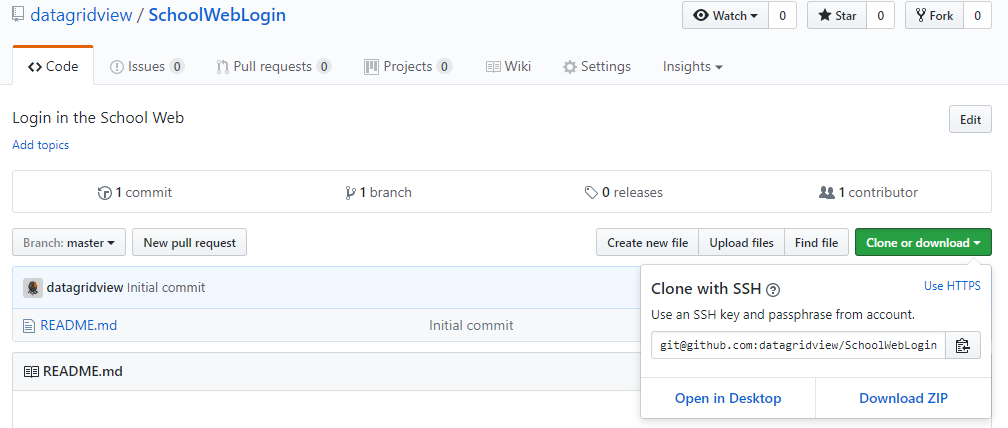 datagridview / SchoolWebLogin
Watch 0 Star 0 Fork 0
Code Issues 0 Pull requests 0 Projects 0 Wiki Settings Insights
Login in the School Web
Edit
Add topics
1 commit 1 branch 0 releases 1 contributor
Branch: master New pull request Create new file Upload files Find file Clone or download
datagridview Initial commit
README.md Initial commit
README.md
Clone with SSH ? Use HTTPS
Use an SSH key and passphrase from account.
git@github.com:datagridview/SchoolWebLogin
Open in Desktop Download ZIP